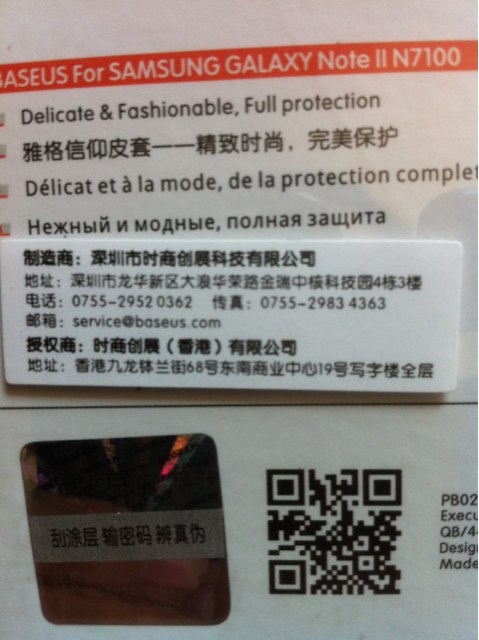 BASEUS For SAMSUNG GALAXY Note II N7100
Delicate & Fashionable, Full protection
雅格信仰皮套——精致时尚，完美保护
Délicat et à la mode, de la protection complet
Нежный и модные, полная защита
制造商：深圳市时商创展科技有限公司
地址：深圳市龙华新区大浪华荣路金瑞中核科技园4栋3楼
电话：0755-2952 0362 传真：0755-2983 4363
邮箱：service@baseus.com
授权商：时商创展（香港）有限公司
地址：香港九龙钵兰街68号东南商业中心19号写字楼全层
刮涂层 输密码 辨真伪
PB02
Execu
QB/44
Design
Made